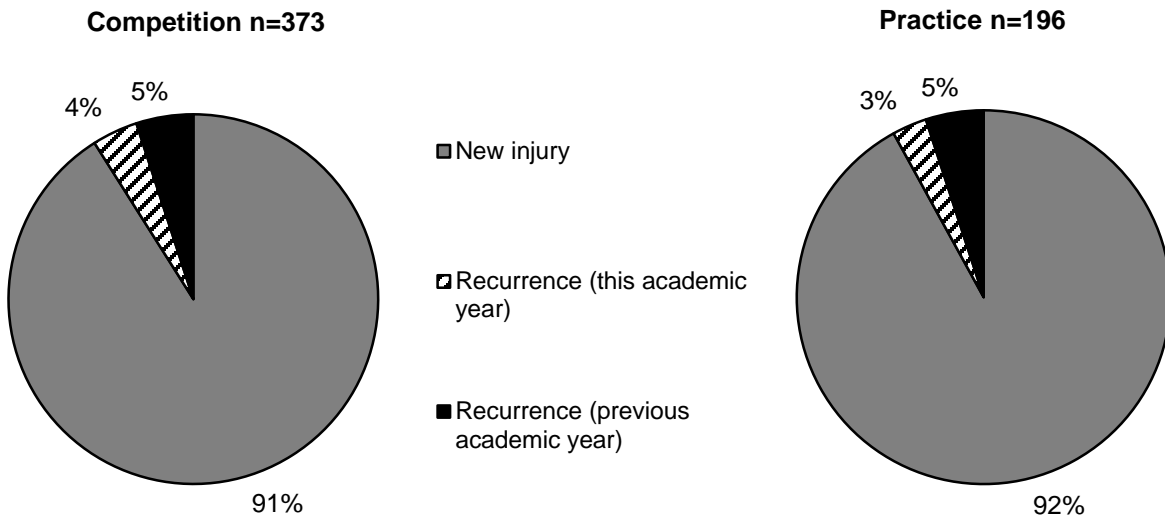 Competition n=373
4%
5%
91%
New injury
Recurrence (this academic
year)
Recurrence (previous
academic year)
Practice n=196
3%
5%
92%